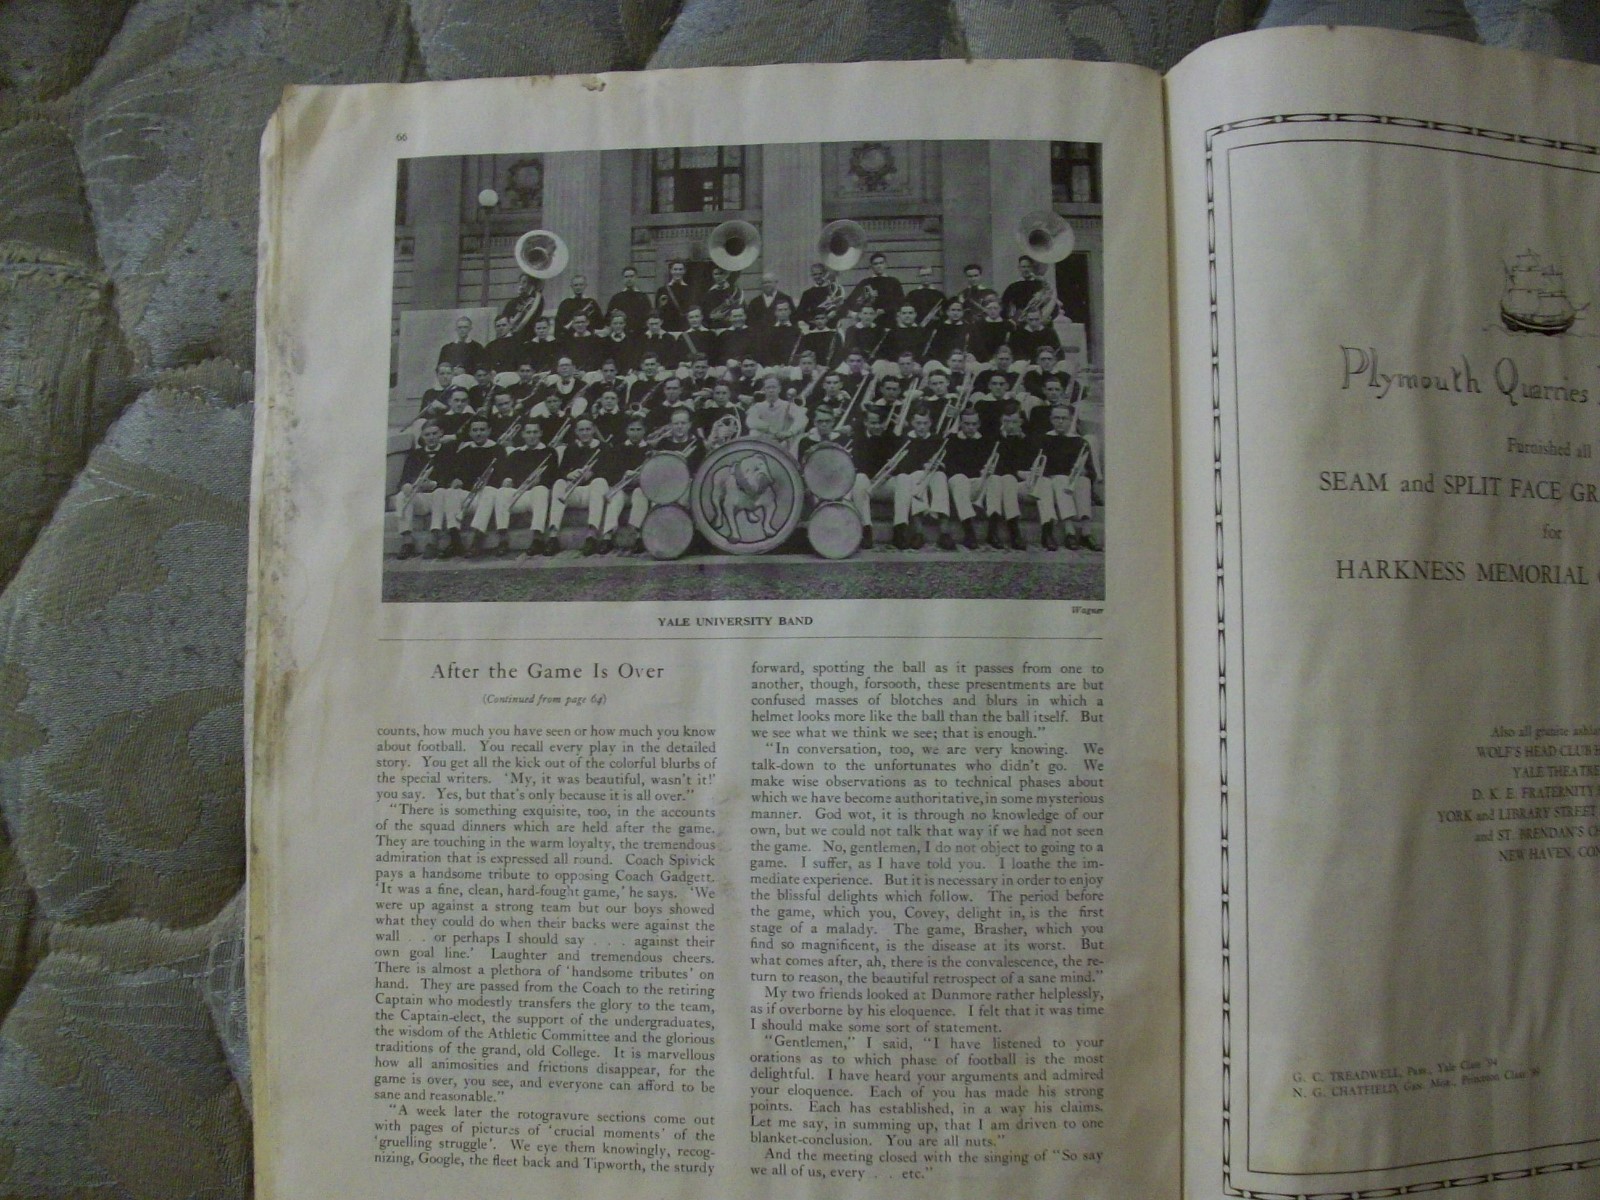 66
Wagner
YALE UNIVERSITY BAND
After the Game Is Over
(Continued from page 64)
counts, how much you have seen or how much you know
about football. You recall every play in the detailed
story. You get all the kick out of the colorful blurbs of
the special writers. 'My, it was beautiful, wasn't it!'
you say. Yes, but that's only because it is all over."
"There is something exquisite, too, in the accounts
of the squad dinners which are held after the game.
They are touching in the warm loyalty, the tremendous
admiration that is expressed all round. Coach Spivick
pays a handsome tribute to opposing Coach Gadgett.
'It was a fine, clean, hard-fought game,' he says. 'We
were up against a strong team but our boys showed
what they could do when their backs were against the
wall . . or perhaps I should say . . . against their
own goal line.' Laughter and tremendous cheers.
There is almost a plethora of 'handsome tributes' on
hand. They are passed from the Coach to the retiring
Captain who modestly transfers the glory to the team,
the Captain-elect, the support of the undergraduates,
the wisdom of the Athletic Committee and the glorious
traditions of the grand, old College. It is marvellous
how all animosities and frictions disappear, for the
game is over, you see, and everyone can afford to be
sane and reasonable."
"A week later the rotogravure sections come out
with pages of pictures of 'crucial moments' of the
'gruelling struggle'. We eye them knowingly, recog-
nizing, Google, the fleet back and Tipworth, the sturdy
forward, spotting the ball as it passes from one to
another, though, forsooth, these presentments are but
confused masses of blotches and blurs in which a
helmet looks more like the ball than the ball itself. But
we see what we think we see; that is enough."
"In conversation, too, we are very knowing. We
talk-down to the unfortunates who didn't go. We
make wise observations as to technical phases about
which we have become authoritative, in some mysterious
manner. God wot, it is through no knowledge of our
own, but we could not talk that way if we had not seen
the game. No, gentlemen, I do not object to going to a
game. I suffer, as I have told you. I loathe the im-
mediate experience. But it is necessary in order to enjoy
the blissful delights which follow. The period before
the game, which you, Covey, delight in, is the first
stage of a malady. The game, Brasher, which you
find so magnificent, is the disease at its worst. But
what comes after, ah, there is the convalescence, the re-
turn to reason, the beautiful retrospect of a sane mind."
My two friends looked at Dunmore rather helplessly,
as if overborne by his eloquence. I felt that it was time
I should make some sort of statement.
"Gentlemen," I said, "I have listened to your
orations as to which phase of football is the most
delightful. I have heard your arguments and admired
your eloquence. Each of you has made his strong
points. Each has established, in a way his claims.
Let me say, in summing up, that I am driven to one
blanket-conclusion. You are all nuts."
And the meeting closed with the singing of "So say
we all of us, every . . etc."
Plymouth Quarries
Furnished all
SEAM and SPLIT FACE GR
for
HARKNESS MEMORIAL
Also all granite ashla
WOLF'S HEAD CLUB
YALE THEATRE
D. K. E. FRATERNITY
YORK and LIBRARY STREET
and ST. BRENDAN'S CH
NEW HAVEN, CON
G. C. TREADWELL, Pres., Yale Class '94
N. G. CHATFIELD, Gen. Man., Princeton Class '16